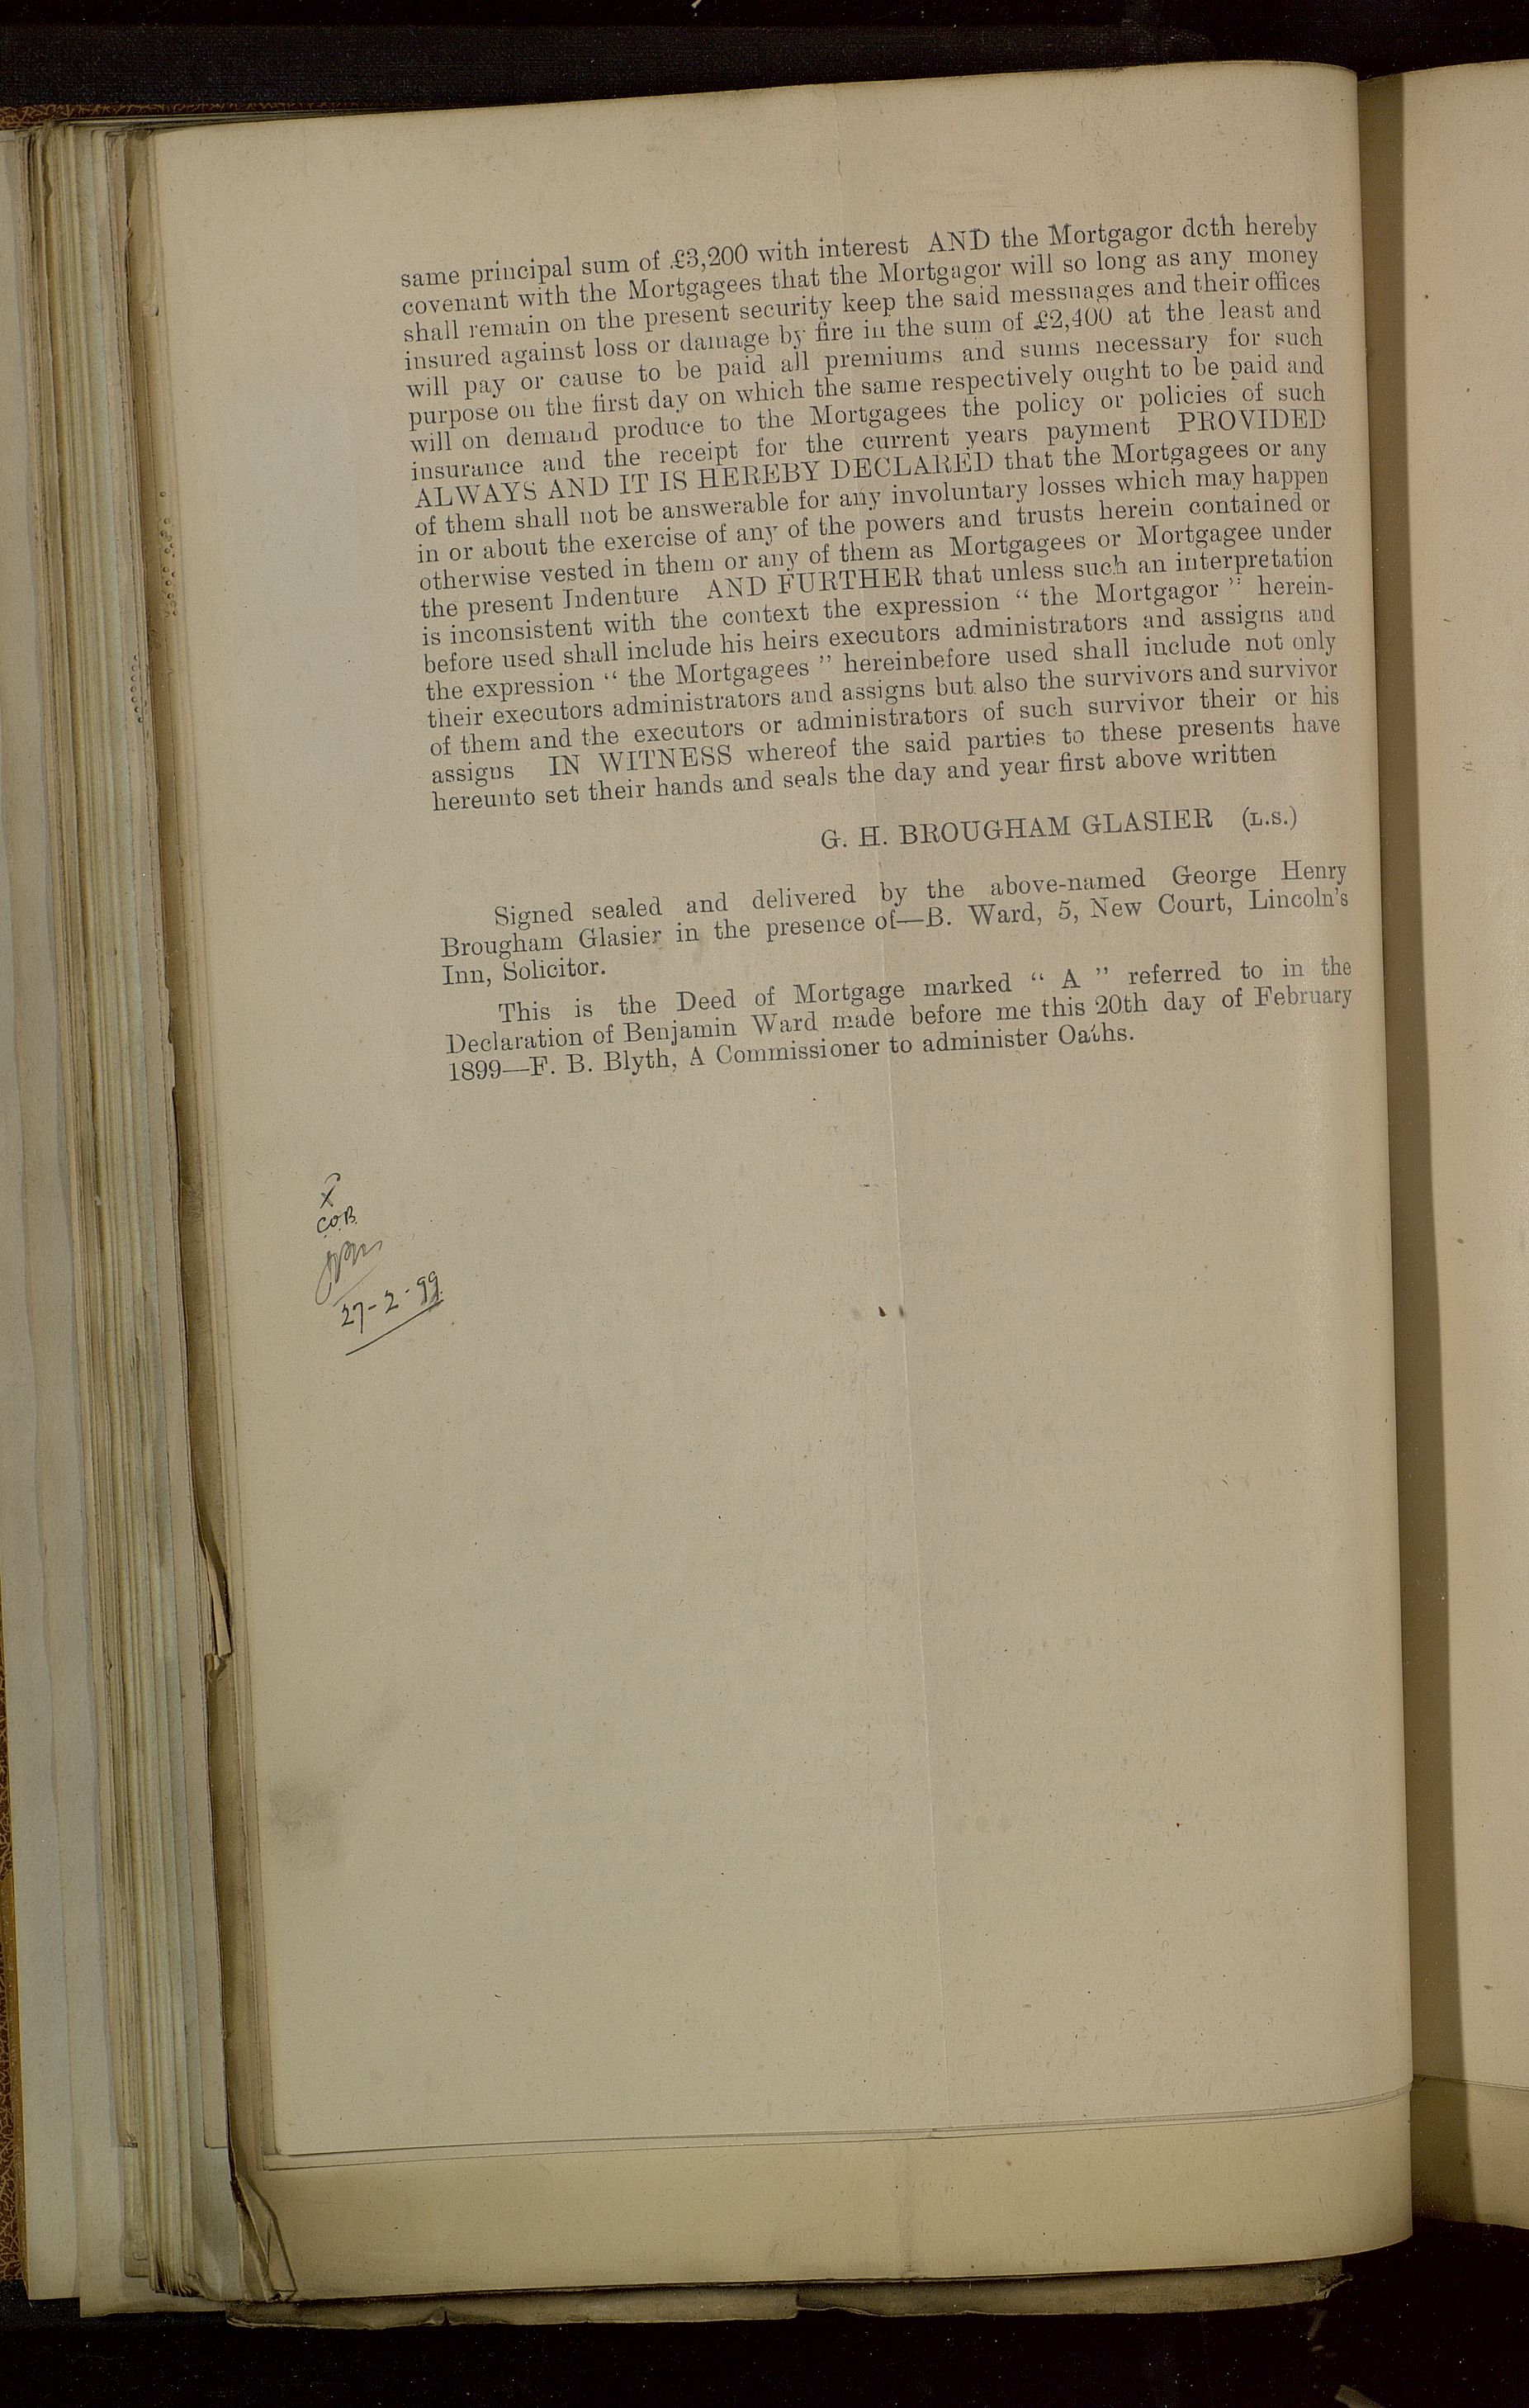 same principal sum of £3,200 with interest AND the Mortgagor doth hereby
covenant with the Mortgagees that the Mortgagor will so long as any money
shall remain on the present security keep the said messuages and their offices
insured against loss or damage by fire in the sum of £2,400 at the least and
will pay or cause to be paid all premiums and sums necessary for such
purpose on the first day on which the same respectively ought to be paid and
will on demand produce to the Mortgagees the policy or policies of such
insurance and the receipt for the current years payment PROVIDED
ALWAYS AND IT IS HEREBY DECLARED that the Mortgagees or any
of them shall not be answerable for any involuntary losses which may happen
in or about the exercise of any of the powers and trusts herein contained or
otherwise vested in them or any of them as Mortgagees or Mortgagee under
the present Indenture AND FURTHER that unless such an interpretation
is inconsistent with the context the expression “ the Mortgagor ” herein-
before used shall include his heirs executors administrators and assigns and
the expression “ the Mortgagees ” hereinbefore used shall include not only
their executors administrators and assigns but also the survivors and survivor
of them and the executors or administrators of such survivor their or his
assigns IN WITNESS whereof the said parties to these presents have
hereunto set their hands and seals the day and year first above written
G. H. BROUGHAM GLASIER (L.S.)
Signed sealed and delivered by the above-named George Henry
Brougham Glasier in the presence of—B. Ward, 5, New Court, Lincoln's
Inn, Solicitor.
This is the Deed of Mortgage marked “ A ” referred to in the
Declaration of Benjamin Ward made before me this 20th day of February
1899—F. B. Blyth, A Commissioner to administer Oaths.
C.O.B.
27-2-99